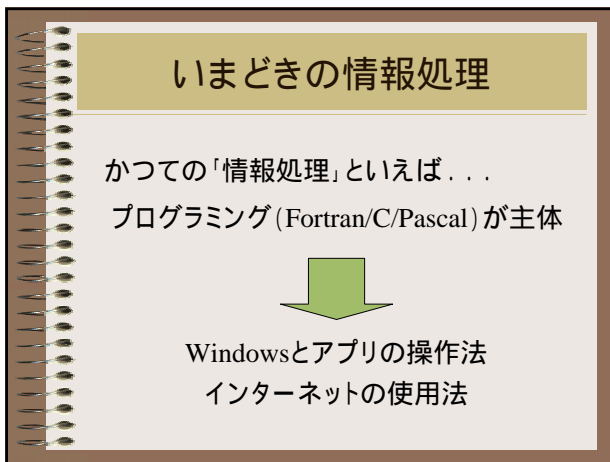 いまどきの情報処理
かつての｢情報処理｣といえば...
プログラミング(Fortran/C/Pascal)が主体
Windowsとアプリの操作法
インターネットの使用法